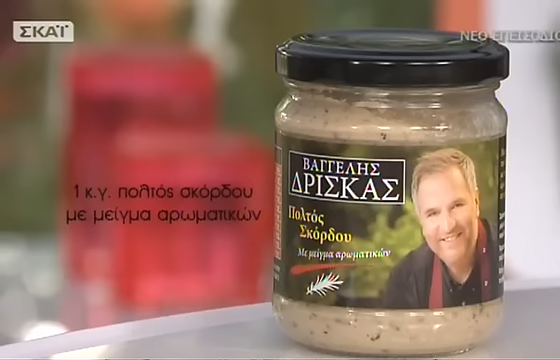 ΣΚΑΪ
ΝΕΟ ΕΠΕΙΣΟΔΙΟ
ΒΑΓΓΕΛΗΣ
ΔΡΙΣΚΑΣ
Πολτός
Σκόρδου
Με μείγμα αρωματικών
1 κ.γ. πολτός σκόρδου
με μείγμα αρωματικών